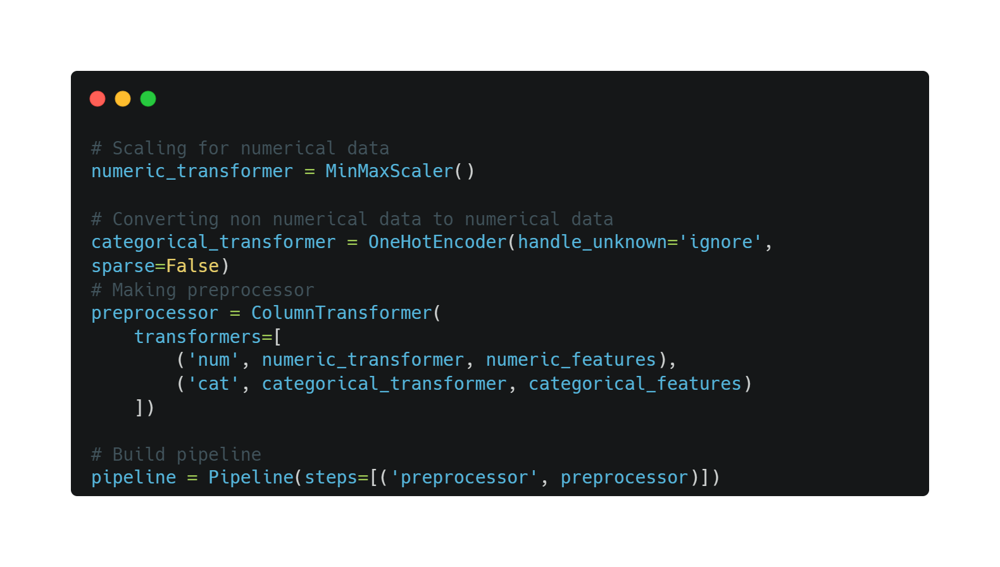 # Scaling for numerical data
numeric_transformer = MinMaxScaler()
# Converting non numerical data to numerical data
categorical_transformer = OneHotEncoder(handle_unknown='ignore',
sparse=False)
# Making preprocessor
preprocessor = ColumnTransformer(
    transformers=[
        ('num', numeric_transformer, numeric_features),
        ('cat', categorical_transformer, categorical_features)
    ])
# Build pipeline
pipeline = Pipeline(steps=[('preprocessor', preprocessor)])